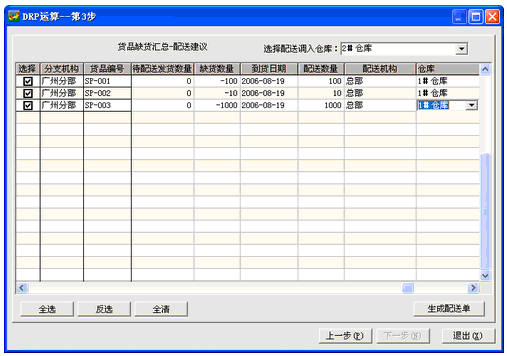 DRP运算--第3步
货品缺货汇总-配送建议 选择配送调入仓库：2# 仓库
选择 分支机构 货品编号 待配送发货数量 缺货数量 到货日期 配送数量 配送机构 仓库
广州分部 SP-001 0 -100 2006-08-19 100 总部 1# 仓库
广州分部 SP-002 0 -10 2006-08-19 10 总部 1# 仓库
广州分部 SP-003 0 -1000 2006-08-19 1000 总部 1# 仓库
全选 反选 全清 生成配送单
上一步(P) 下一步(N) 退出(X)